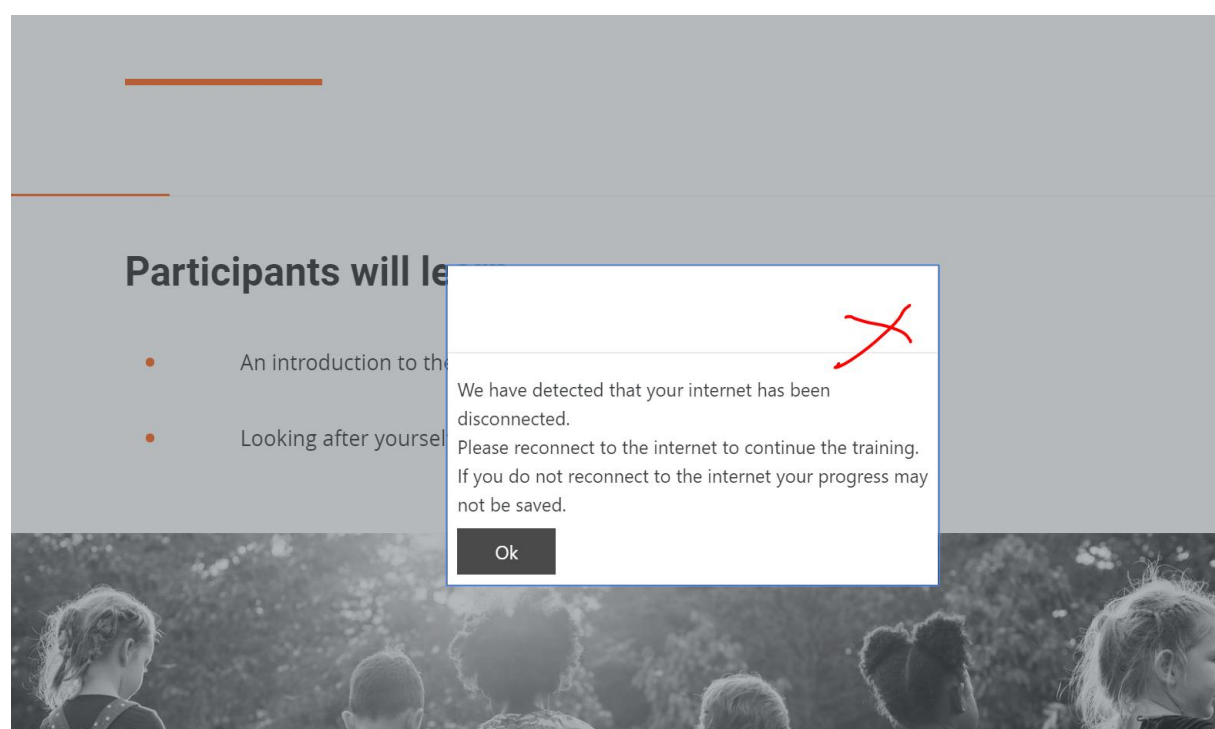 Participants will
An introduction to the
Looking after
We have detected that your internet has been
disconnected.
Please reconnect to the internet to continue the training.
If you do not reconnect to the internet your progress may
not be saved.
Ok